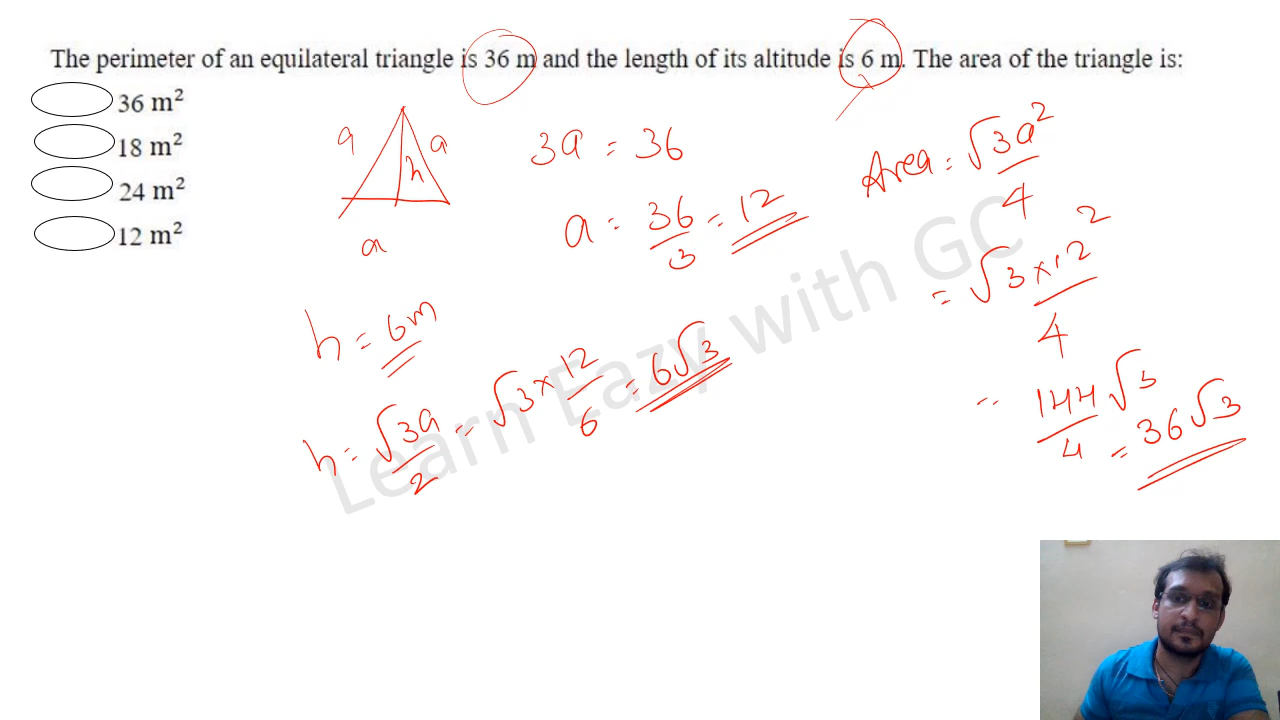 The perimeter of an equilateral triangle is 36 m and the length of its altitude is 6 m. The area of the triangle is:
36 m²
18 m²
24 m²
12 m²
a
a
h
a
3a = 36
a = 36/3 = 12
h = 6m
h = √3a/2 = √3 × 12/6 = 6√3
Area = √3a²/4
= √3 × 12²/4
= 144√3/4 = 36√3
Learn Eazy with GC